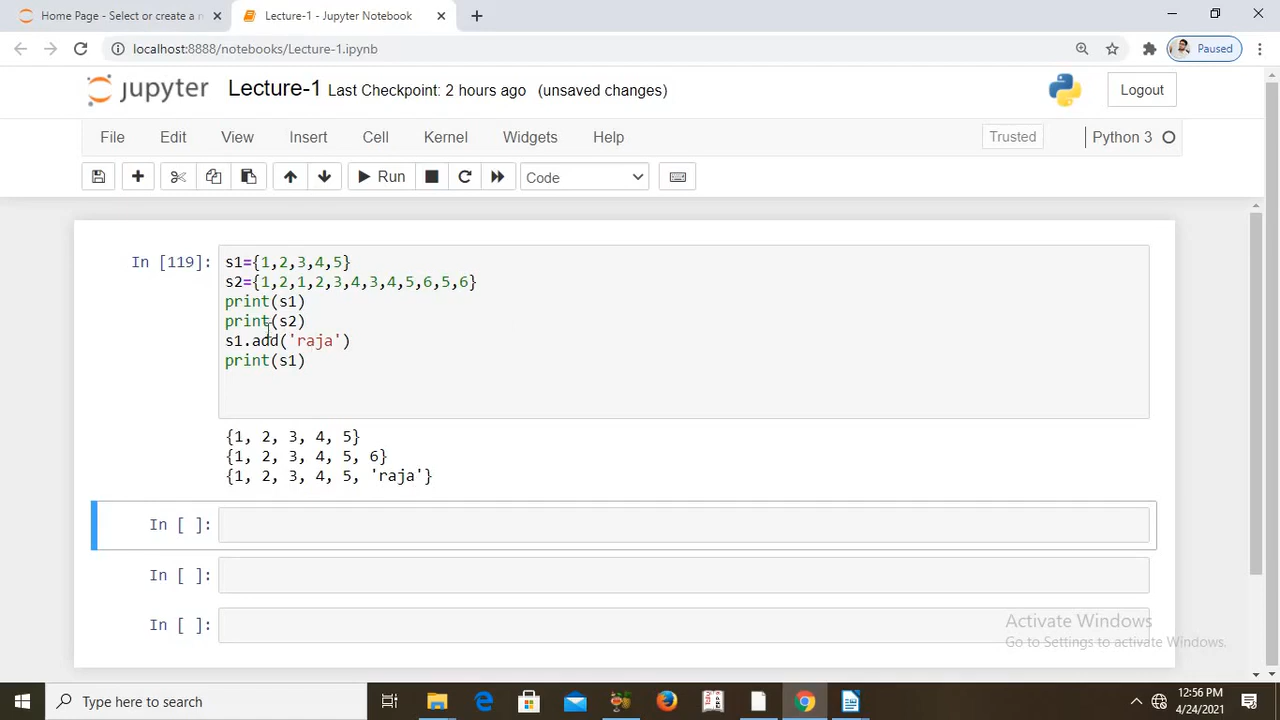 Home Page - Select or create a n
Lecture-1 - Jupyter Notebook
localhost:8888/notebooks/Lecture-1.ipynb
Paused
jupyter Lecture-1 Last Checkpoint: 2 hours ago (unsaved changes)
Logout
File Edit View Insert Cell Kernel Widgets Help
Trusted
Python 3
Run
Code
In [119]:
s1={1,2,3,4,5}
s2={1,2,1,2,3,4,3,4,5,6,5,6}
print(s1)
print(s2)
s1.add('raja')
print(s1)
{1, 2, 3, 4, 5}
{1, 2, 3, 4, 5, 6}
{1, 2, 3, 4, 5, 'raja'}
In [ ]:
In [ ]:
In [ ]:
Activate Windows
Go to Settings to activate Windows.
Type here to search
12:56 PM
4/24/2021